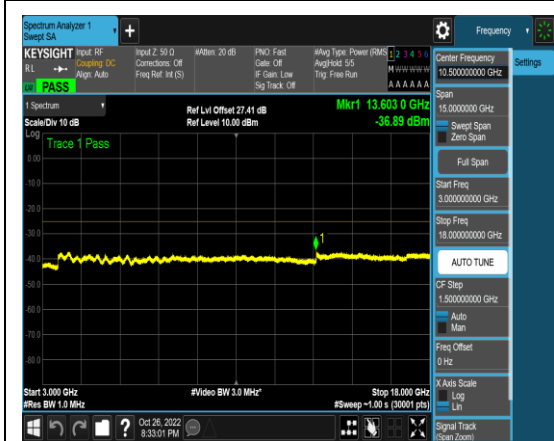 Spectrum Analyzer 1
Swept SA
Frequency
KEYSIGHT
RL
Input: RF
Coupling: DC
Align: Auto
Input Z: 50 Ω
Corrections: Off
Freq Ref: Int (S)
#Atten: 20 dB
PNO: Fast
Gate: Off
IF Gain: Low
Sig Track: Off
#Avg Type: Power (RMS
Avg|Hold: 5/5
Trig: Free Run
1 2 3 4 5 6
M W W W W W
A A A A A A
PASS
1 Spectrum
Scale/Div 10 dB
Ref Lvl Offset 27.41 dB
Ref Level 10.00 dBm
Mkr1 13.603 0 GHz
-36.89 dBm
Log
Trace 1 Pass
0.00
-10.0
-20.0
-30.0
-40.0
-50.0
-60.0
-70.0
-80.0
1
Start 3.000 GHz
#Res BW 1.0 MHz
#Video BW 3.0 MHz*
Stop 18.000 GHz
#Sweep ~1.00 s (30001 pts)
Oct 26, 2022
8:33:01 PM
?
Center Frequency
10.500000000 GHz
Settings
Span
15.0000000 GHz
Swept Span
Zero Span
Full Span
Start Freq
3.000000000 GHz
Stop Freq
18.000000000 GHz
AUTO TUNE
CF Step
1.500000000 GHz
Auto
Man
Freq Offset
0 Hz
X Axis Scale
Log
Lin
Signal Track
(Span Zoom)